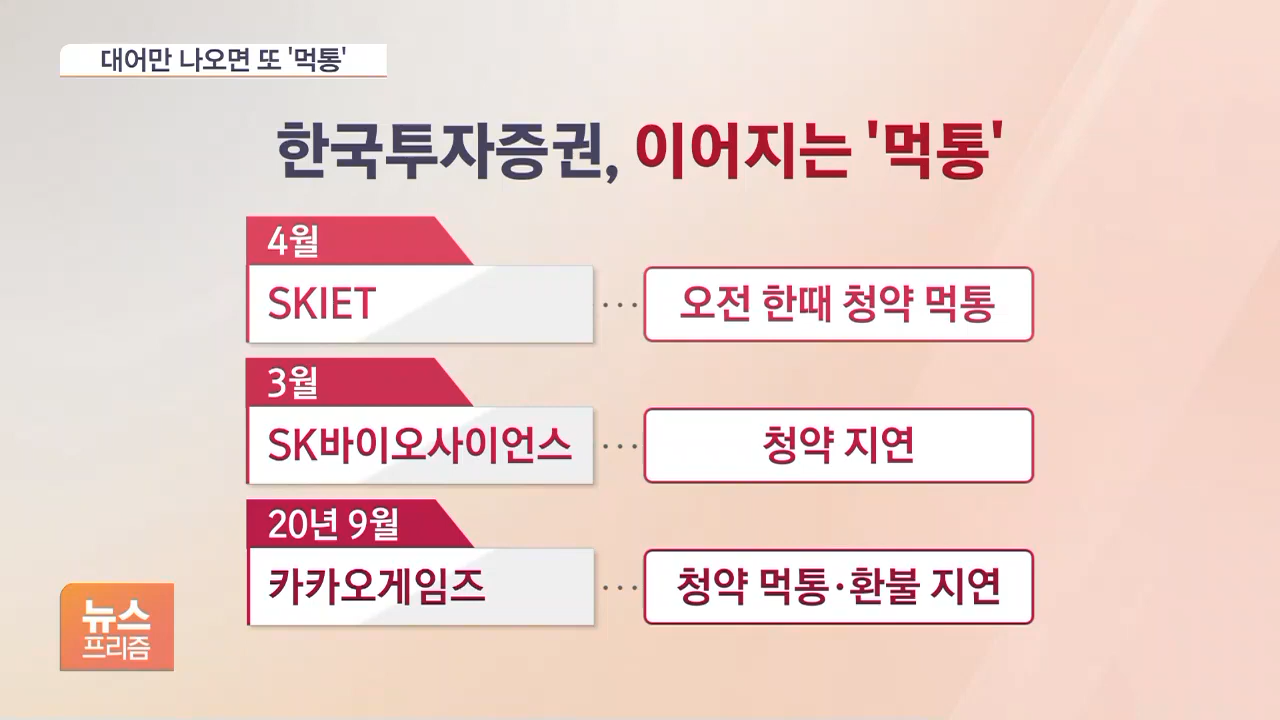 대어만 나오면 또 '먹통'
한국투자증권, 이어지는 '먹통'
4월
SKIET ··· 오전 한때 청약 먹통
3월
SK바이오사이언스 ··· 청약 지연
20년 9월
카카오게임즈 ··· 청약 먹통·환불 지연
뉴스
프리즘